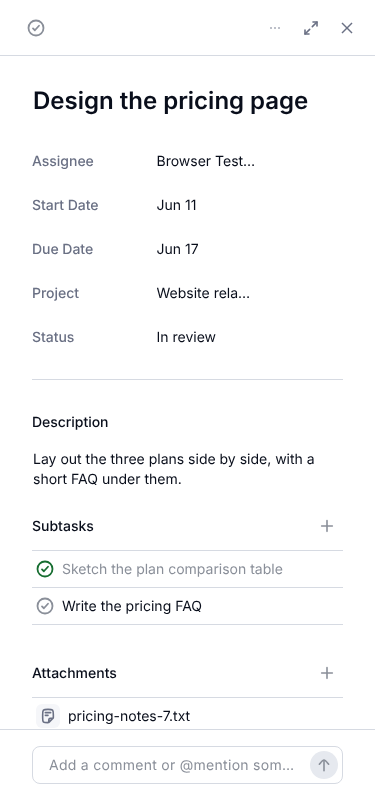 Design the pricing page
Assignee Browser Test...
Start Date Jun 11
Due Date Jun 17
Project Website rela...
Status In review
Description
Lay out the three plans side by side, with a
short FAQ under them.
Subtasks
Sketch the plan comparison table
Write the pricing FAQ
Attachments
pricing-notes-7.txt
Add a comment or @mention som...